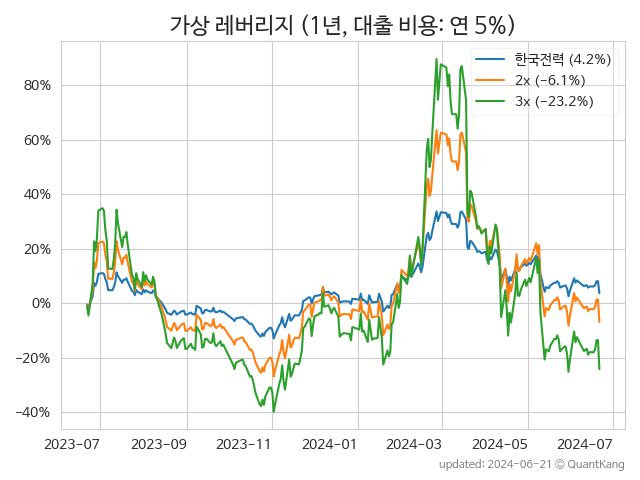 가상 레버리지 (1년, 대출 비용: 연 5%)
한국전력 (4.2%)
2x (−6.1%)
3x (−23.2%)
80%
60%
40%
20%
0%
−20%
−40%
2023-07
2023-09
2023-11
2024-01
2024-03
2024-05
2024-07
updated: 2024-06-21 © QuantKang